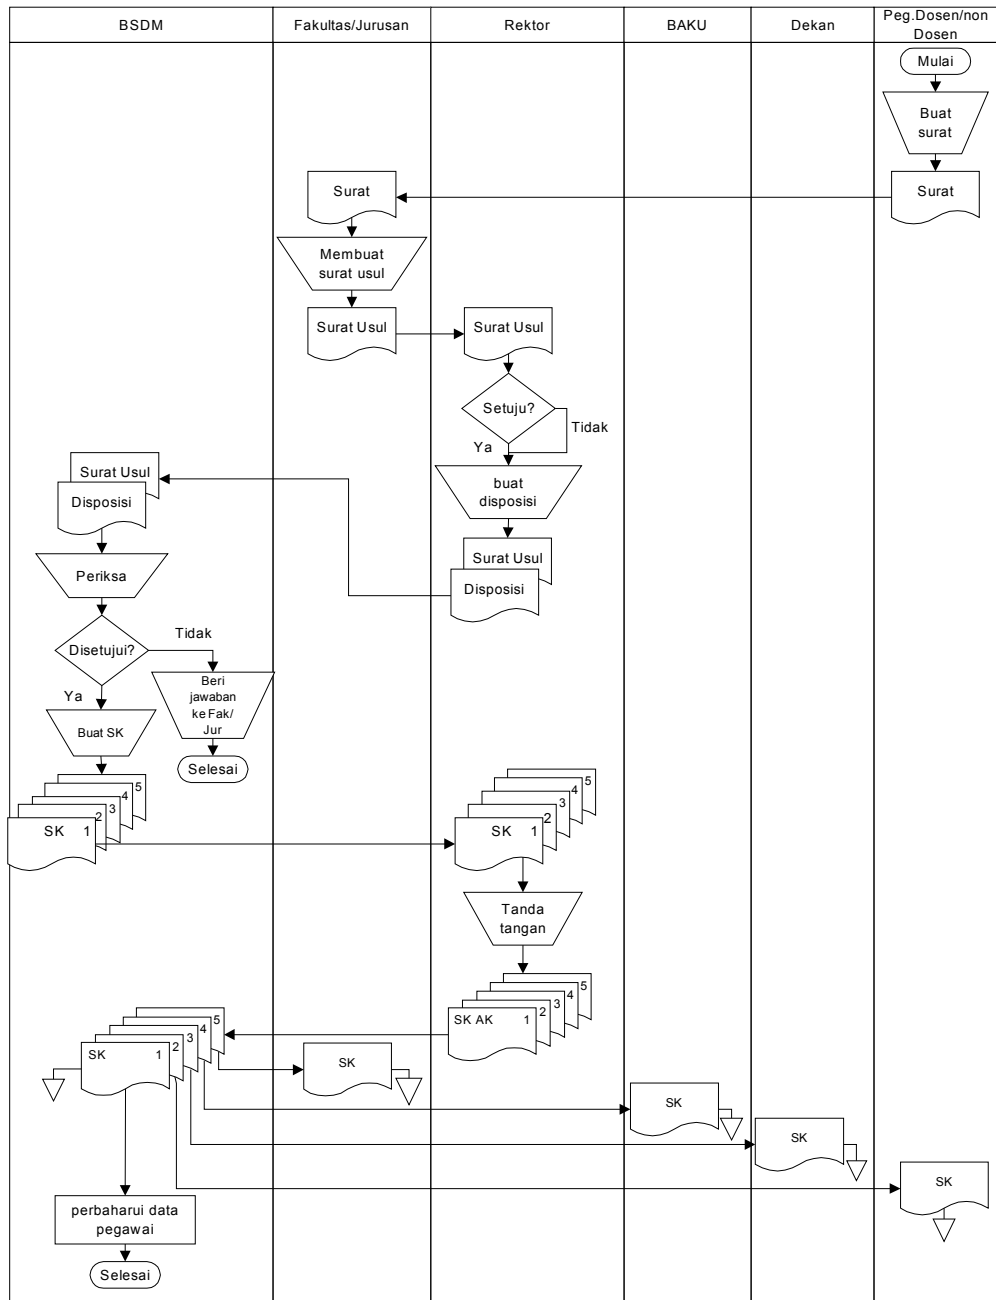 BSDM
Fakultas/Jurusan
Rektor
BAKU
Dekan
Peg.Dosen/non
Dosen
Mulai
Buat
surat
Surat
Surat
Membuat
surat usul
Surat Usul
Surat Usul
Setuju?
Tidak
Ya
buat
disposisi
Surat Usul
Disposisi
Surat Usul
Disposisi
Periksa
Disetujui?
Tidak
Ya
Beri
jawaban
ke Fak/
Jur
Buat SK
Selesai
5
4
3
2
SK 1
5
4
3
2
SK 1
Tanda
tangan
5
4
3
2
SK AK 1
5
4
3
2
SK 1
SK
SK
SK
SK
perbaharui data
pegawai
Selesai